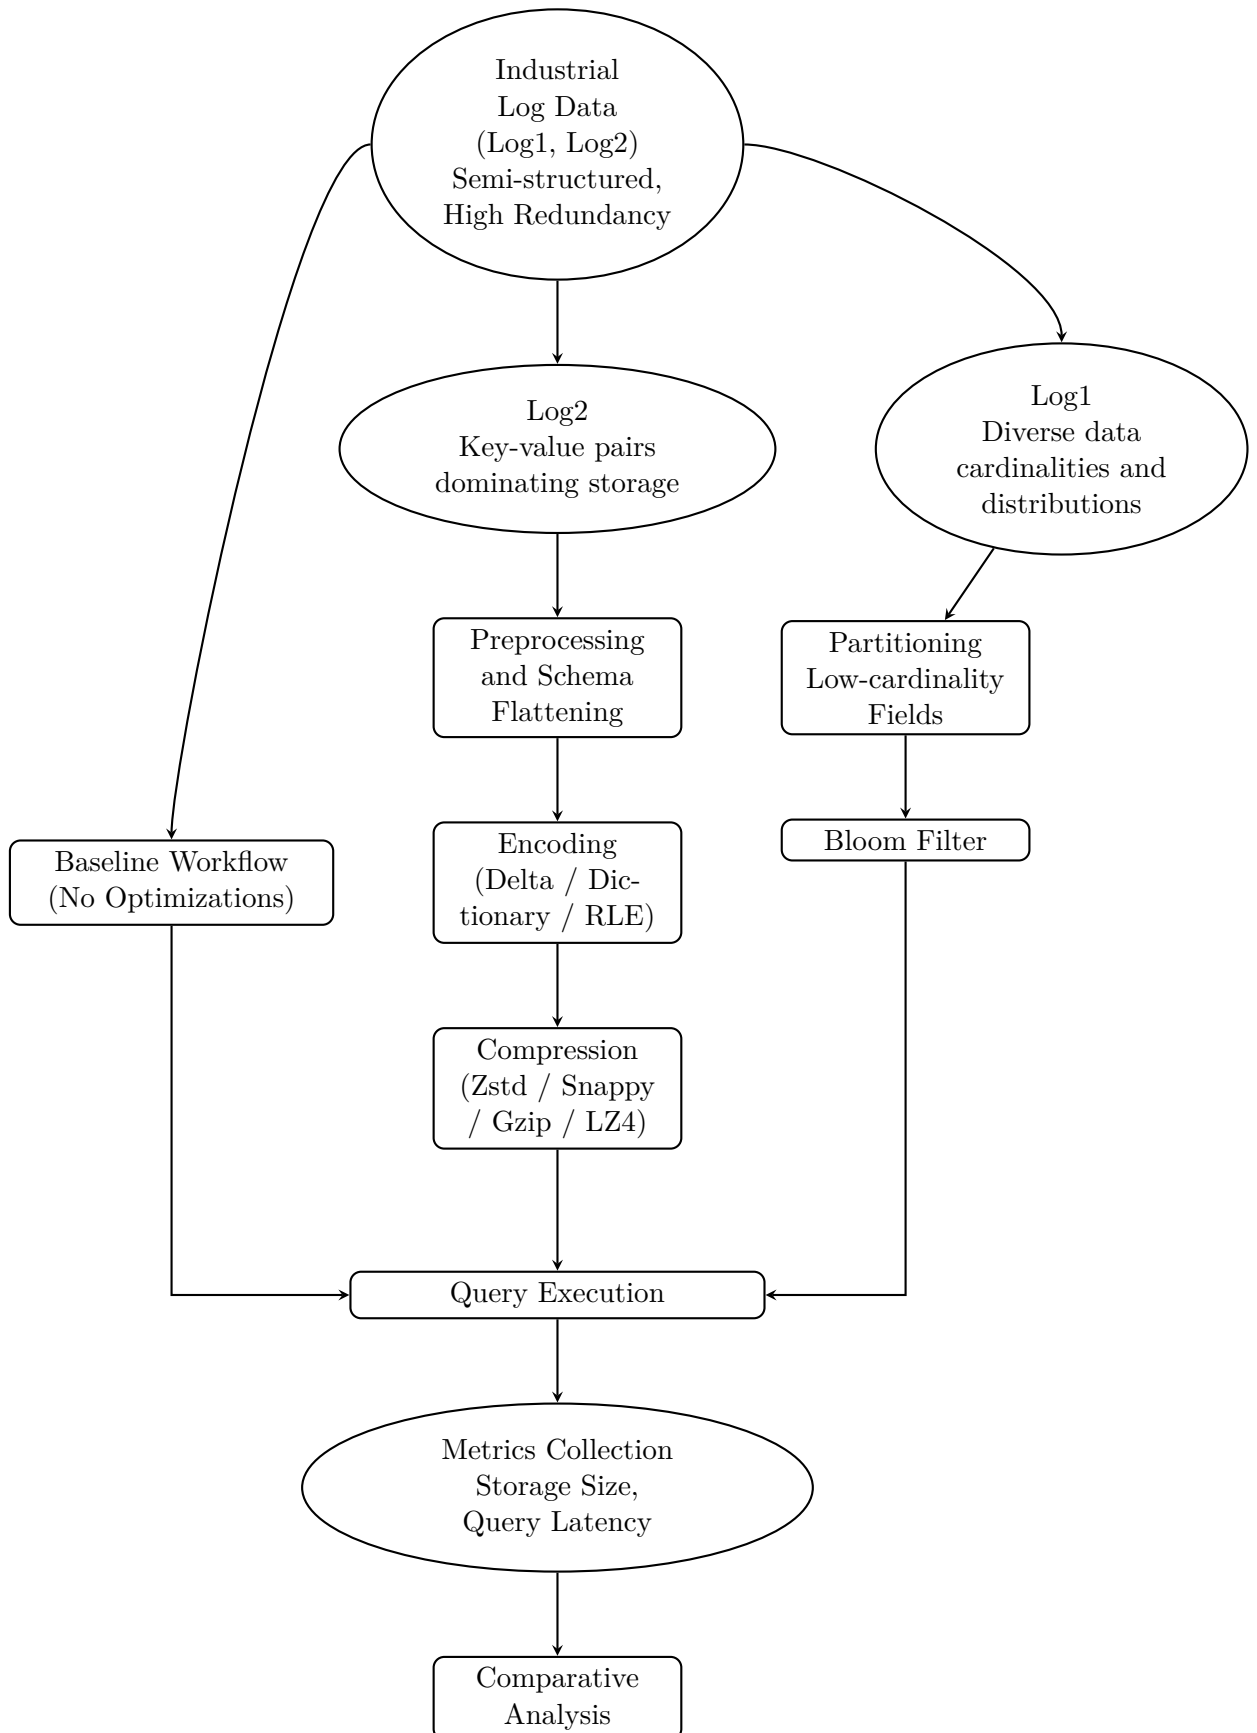 Industrial
Log Data
(Log1, Log2)
Semi-structured,
High Redundancy
Log2
Key-value pairs
dominating storage
Log1
Diverse data
cardinalities and
distributions
Preprocessing
and Schema
Flattening
Partitioning
Low-cardinality
Fields
Baseline Workflow
(No Optimizations)
Encoding
(Delta / Dic-
tionary / RLE)
Bloom Filter
Compression
(Zstd / Snappy
/ Gzip / LZ4)
Query Execution
Metrics Collection
Storage Size,
Query Latency
Comparative
Analysis